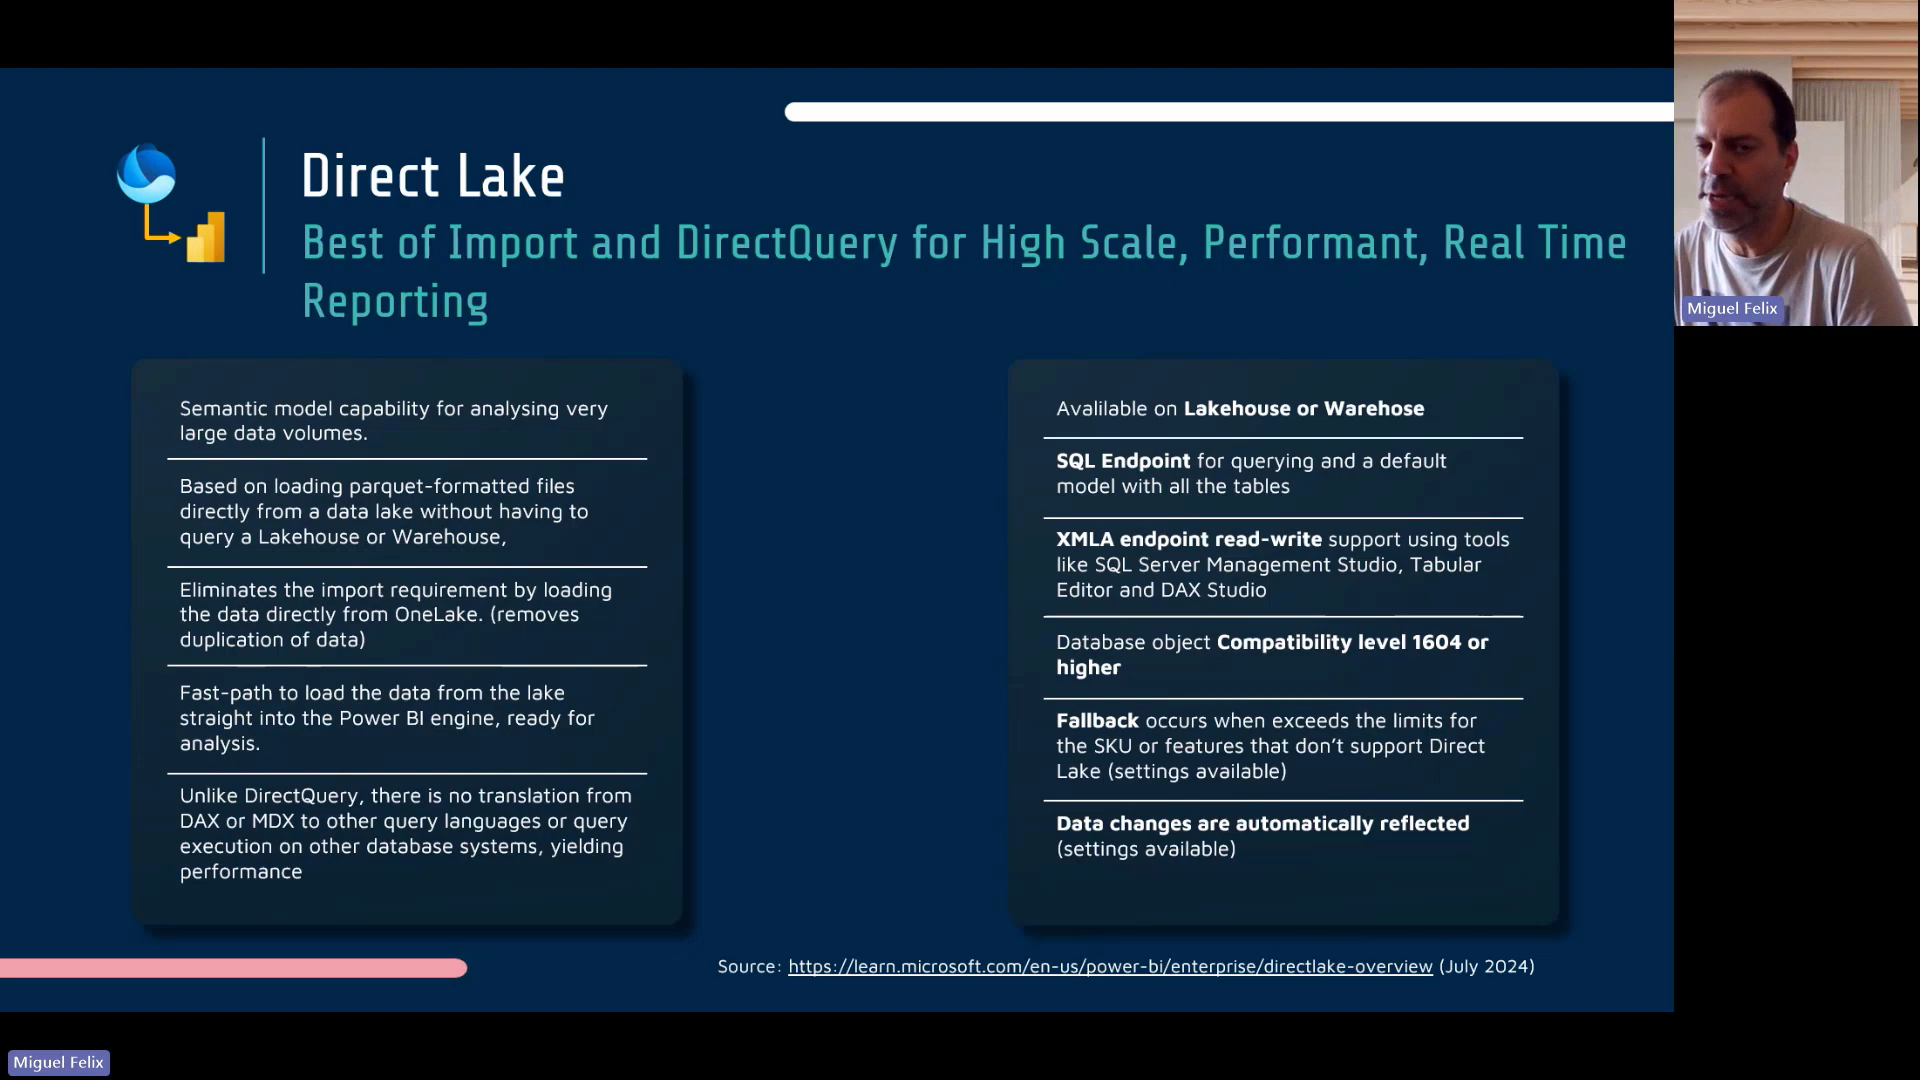 Direct Lake
Best of Import and DirectQuery for High Scale, Performant, Real Time
Reporting
Semantic model capability for analysing very
large data volumes.
Based on loading parquet-formatted files
directly from a data lake without having to
query a Lakehouse or Warehouse,
Eliminates the import requirement by loading
the data directly from OneLake. (removes
duplication of data)
Fast-path to load the data from the lake
straight into the Power BI engine, ready for
analysis.
Unlike DirectQuery, there is no translation from
DAX or MDX to other query languages or query
execution on other database systems, yielding
performance
Avalilable on Lakehouse or Warehose
SQL Endpoint for querying and a default
model with all the tables
XMLA endpoint read-write support using tools
like SQL Server Management Studio, Tabular
Editor and DAX Studio
Database object Compatibility level 1604 or
higher
Fallback occurs when exceeds the limits for
the SKU or features that don’t support Direct
Lake (settings available)
Data changes are automatically reflected
(settings available)
Source: https://learn.microsoft.com/en-us/power-bi/enterprise/directlake-overview (July 2024)
Miguel Felix
Miguel Felix